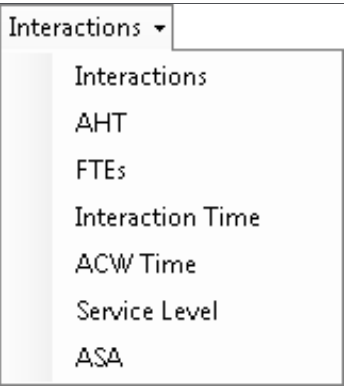 Interactions
Interactions
AHT
FTEs
Interaction Time
ACW Time
Service Level
ASA